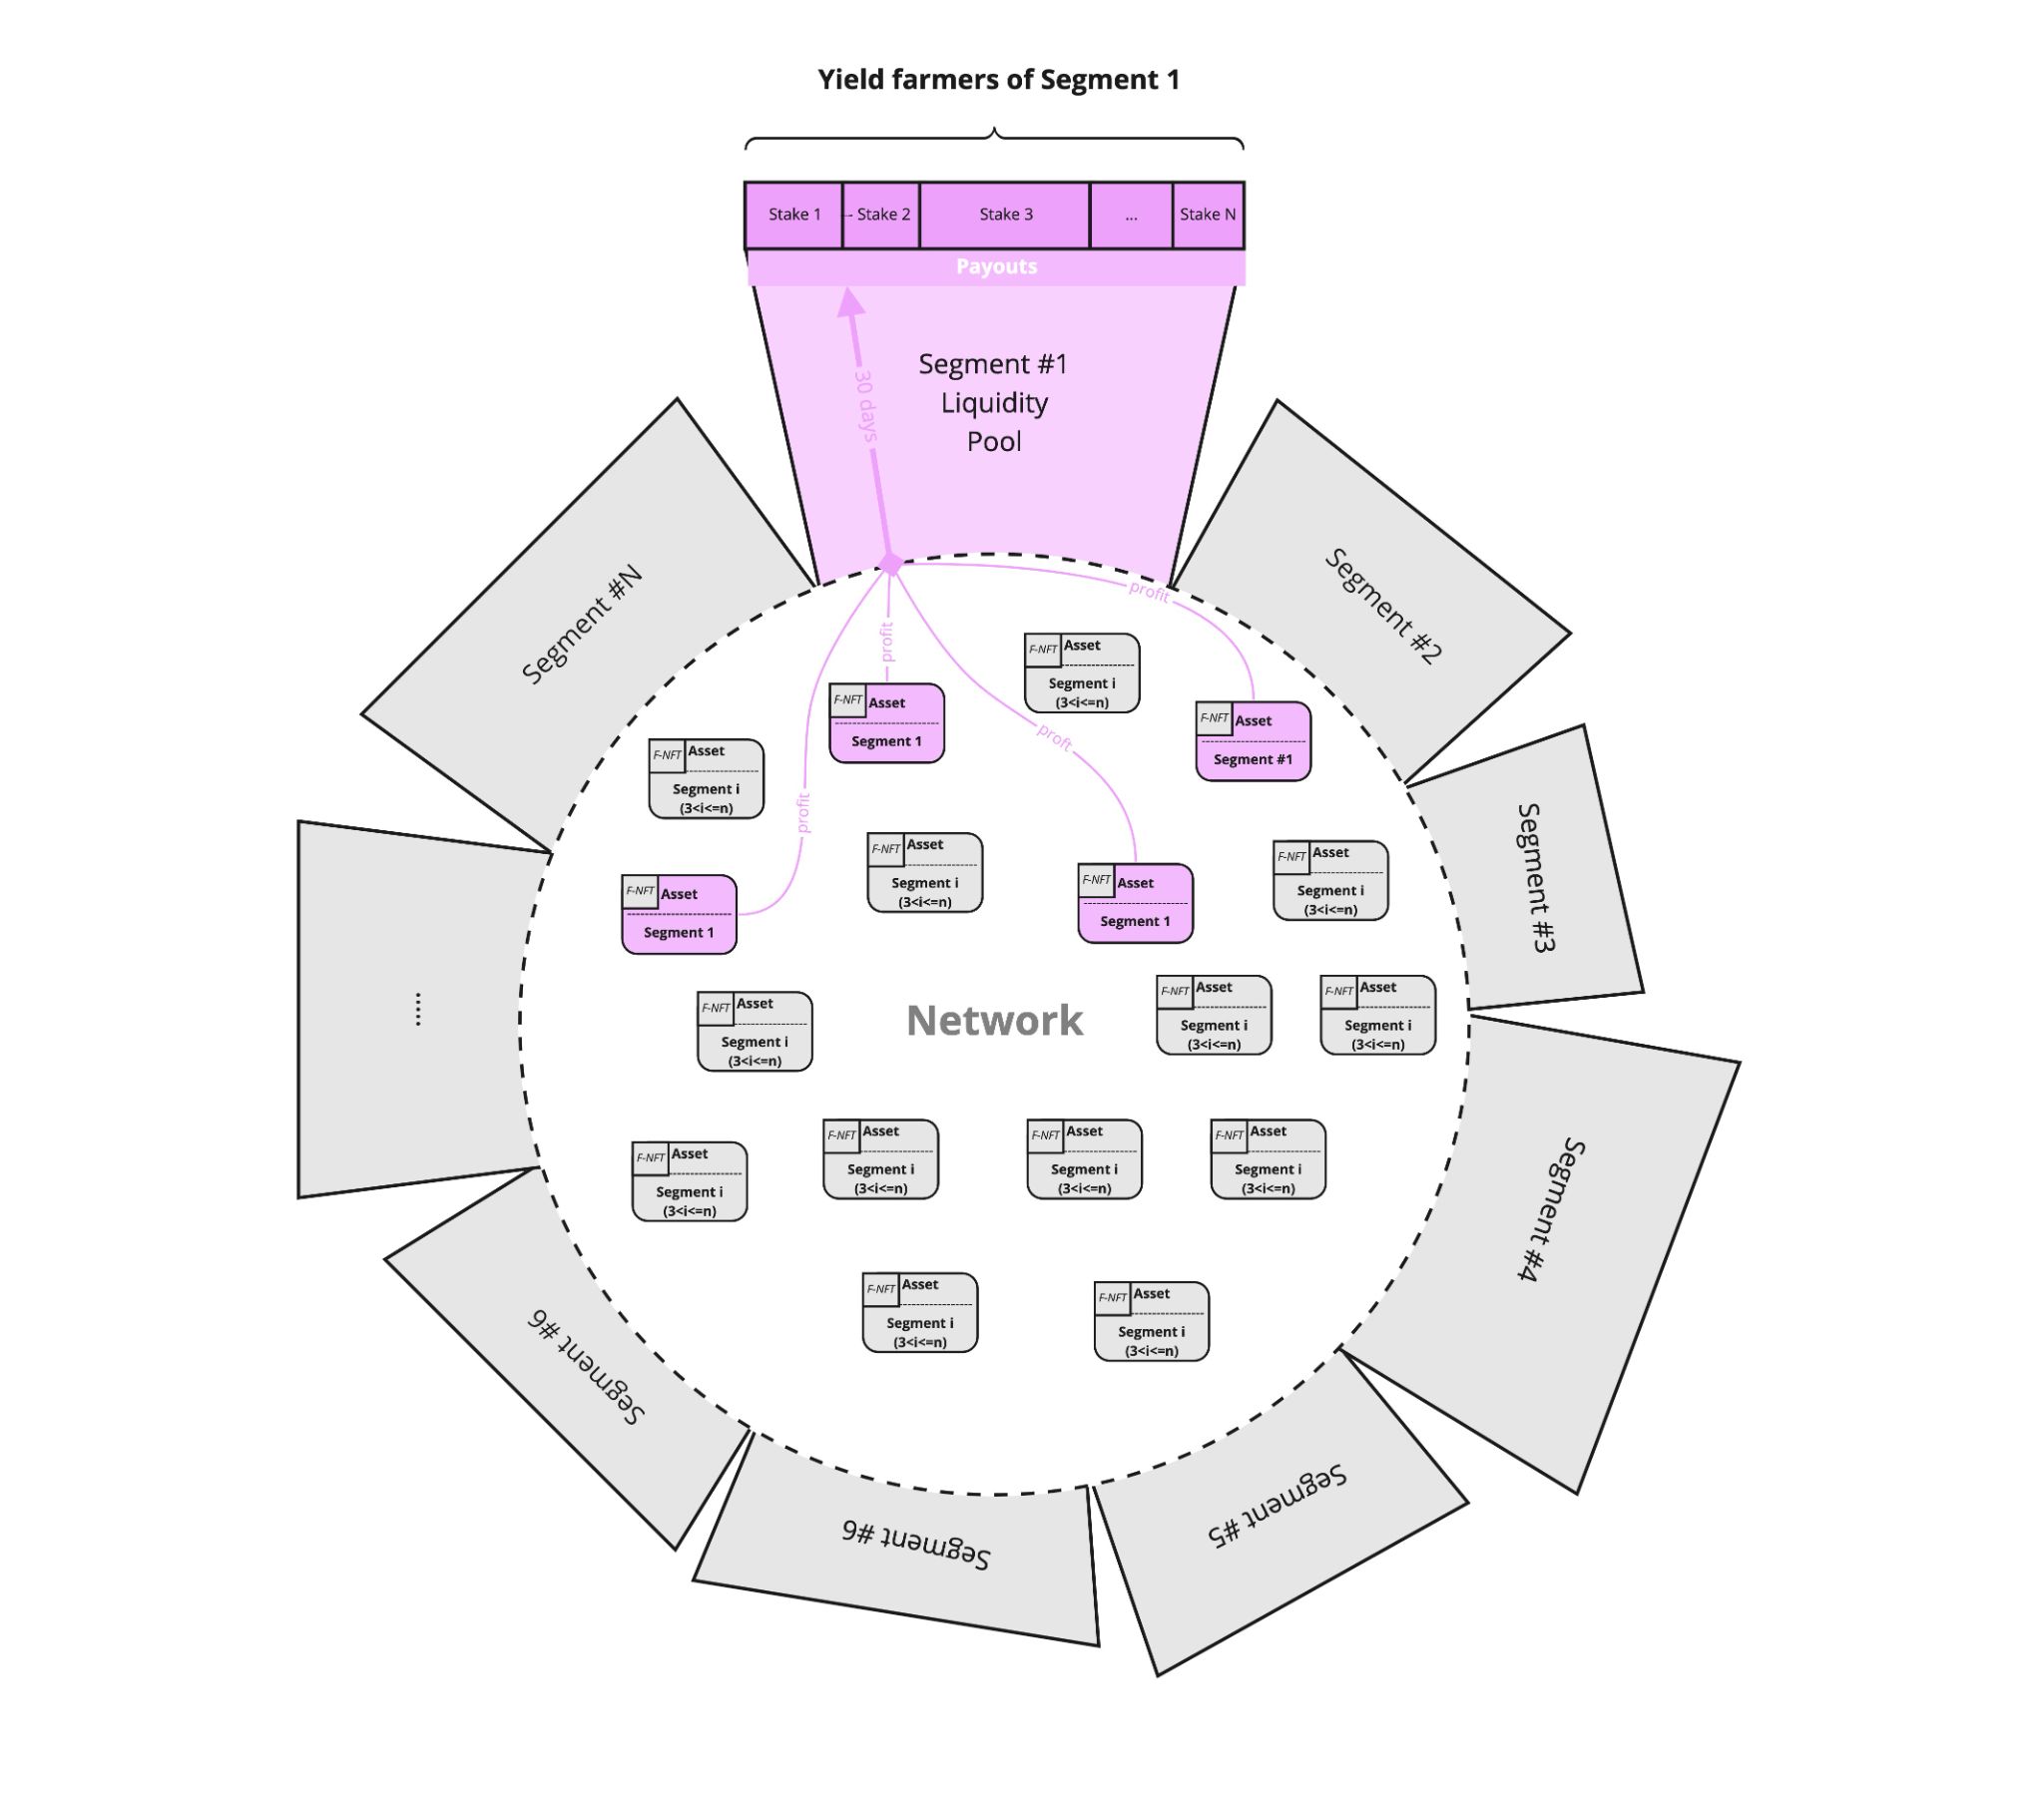 Yield farmers of Segment 1
Stake 1
Stake 2
Stake 3
...
Stake N
Payouts
30 days
Segment #1
Liquidity
Pool
Segment #N
Segment #2
profit
profit
F-NFT Asset
Segment i
(3<i<=n)
F-NFT Asset
Segment 1
F-NFT Asset
Segment #1
proft
F-NFT Asset
Segment i
(3<i<=n)
profit
F-NFT Asset
Segment i
(3<i<=n)
F-NFT Asset
Segment i
(3<i<=n)
Segment #3
F-NFT Asset
Segment 1
F-NFT Asset
Segment 1
......
F-NFT Asset
Segment i
(3<i<=n)
Network
F-NFT Asset
Segment i
(3<i<=n)
F-NFT Asset
Segment i
(3<i<=n)
F-NFT Asset
Segment i
(3<i<=n)
F-NFT Asset
Segment i
(3<i<=n)
F-NFT Asset
Segment i
(3<i<=n)
F-NFT Asset
Segment i
(3<i<=n)
Segment #4
F-NFT Asset
Segment i
(3<i<=n)
F-NFT Asset
Segment i
(3<i<=n)
Segment #6
Segment #6
Segment #5